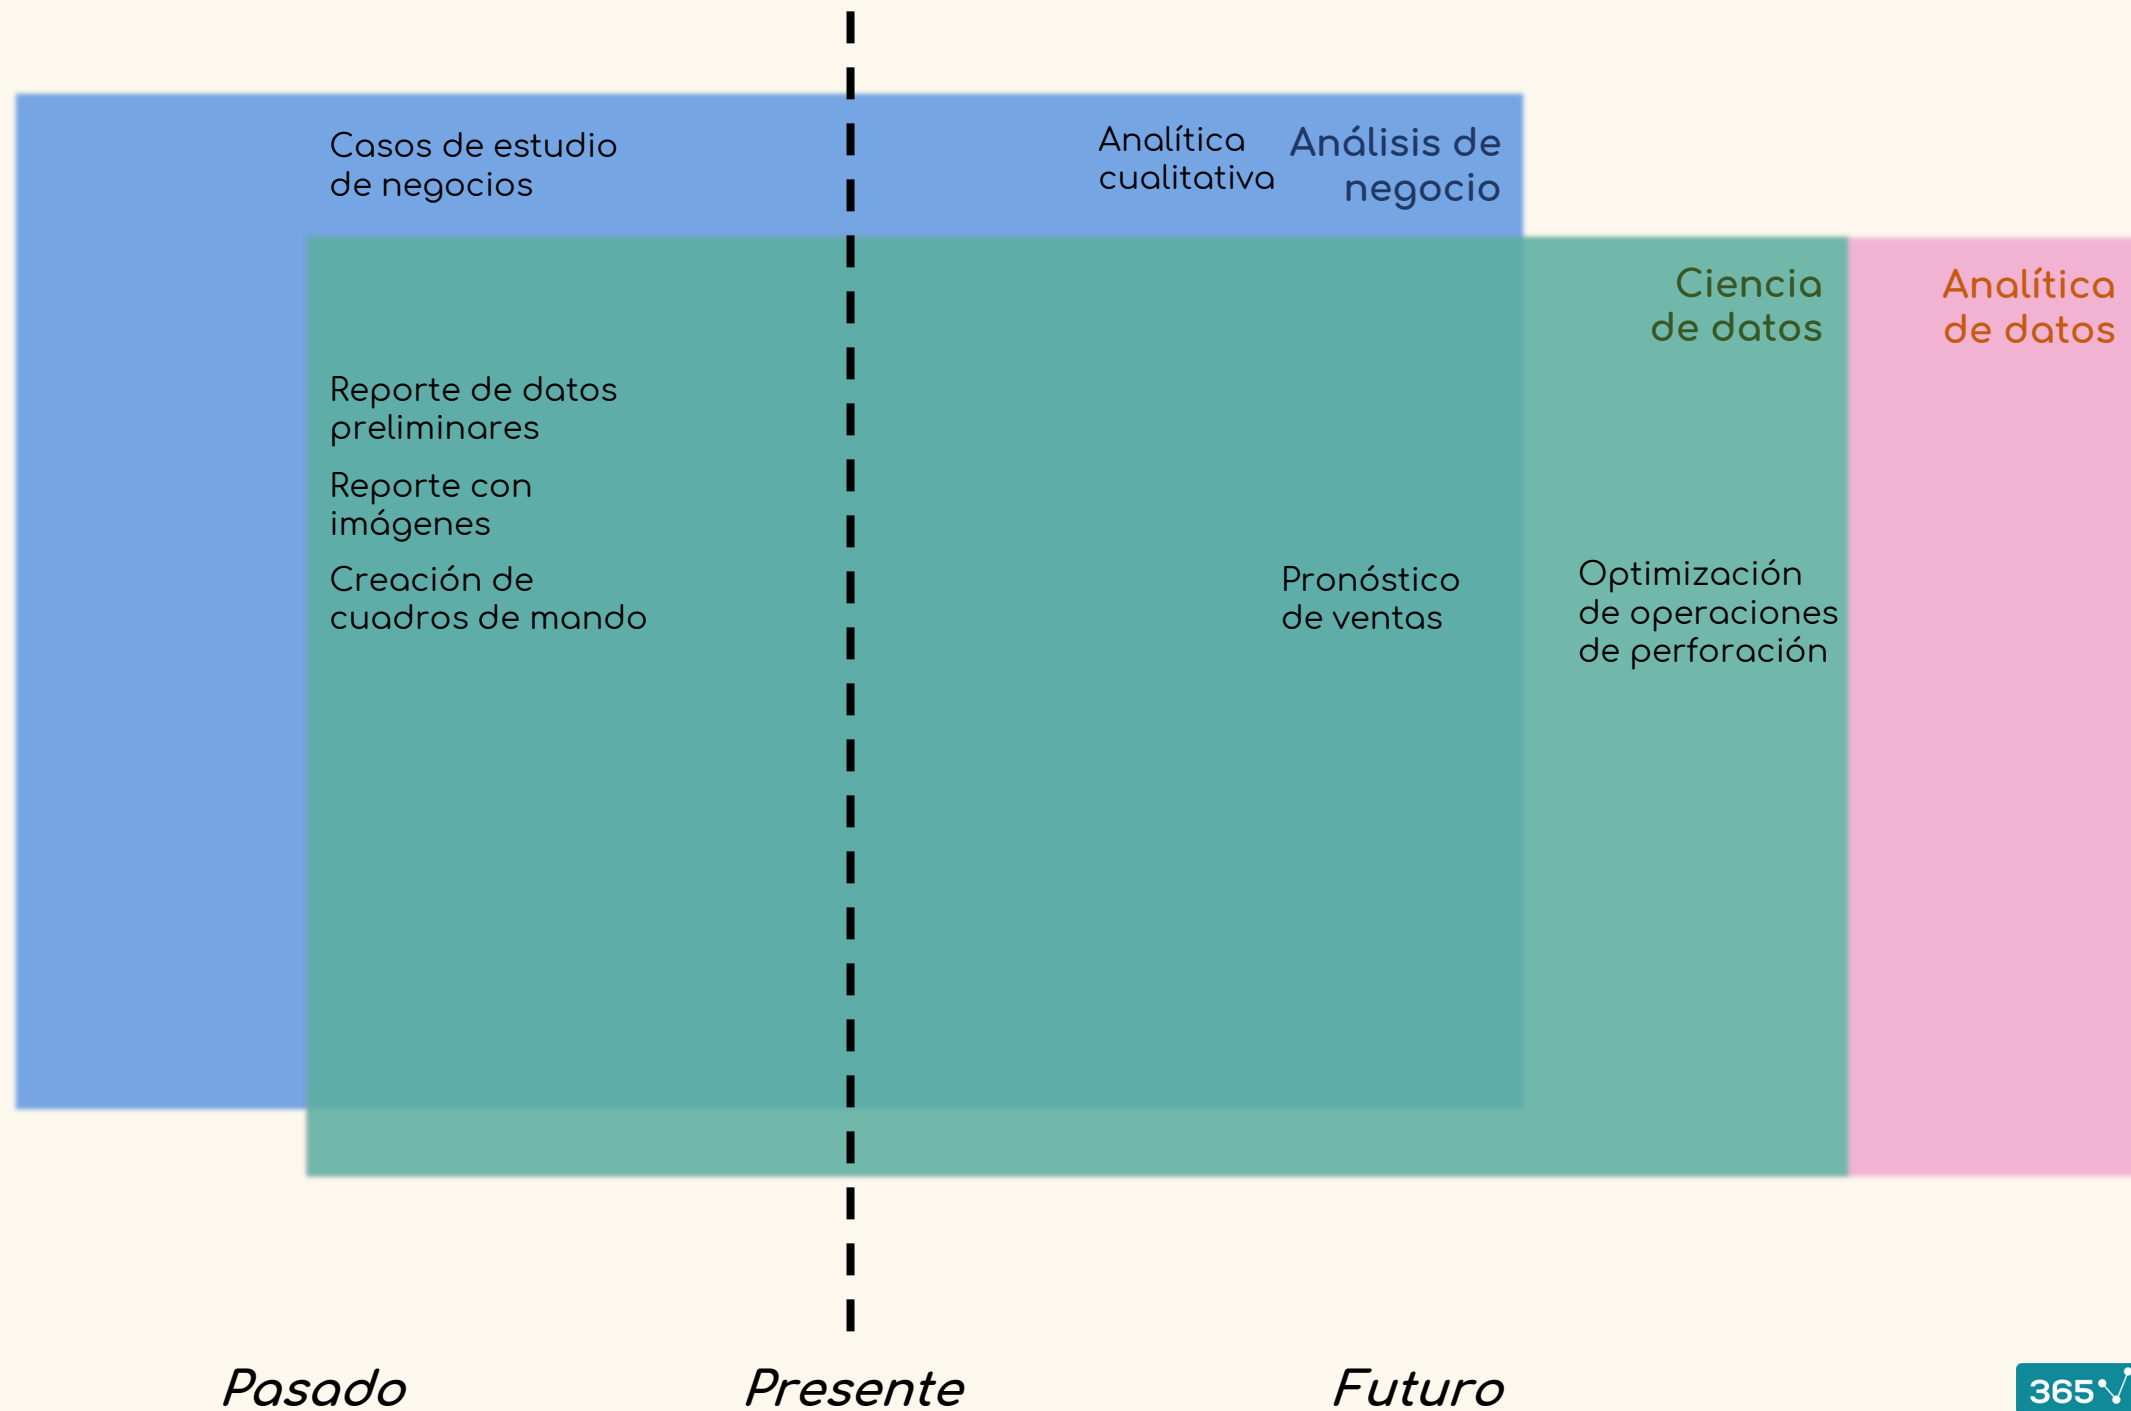 Casos de estudio
de negocios
Analítica
cualitativa
Análisis de
negocio
Ciencia
de datos
Analítica
de datos
Reporte de datos
preliminares
Reporte con
imágenes
Creación de
cuadros de mando
Pronóstico
de ventas
Optimización
de operaciones
de perforación
Pasado
Presente
Futuro
365